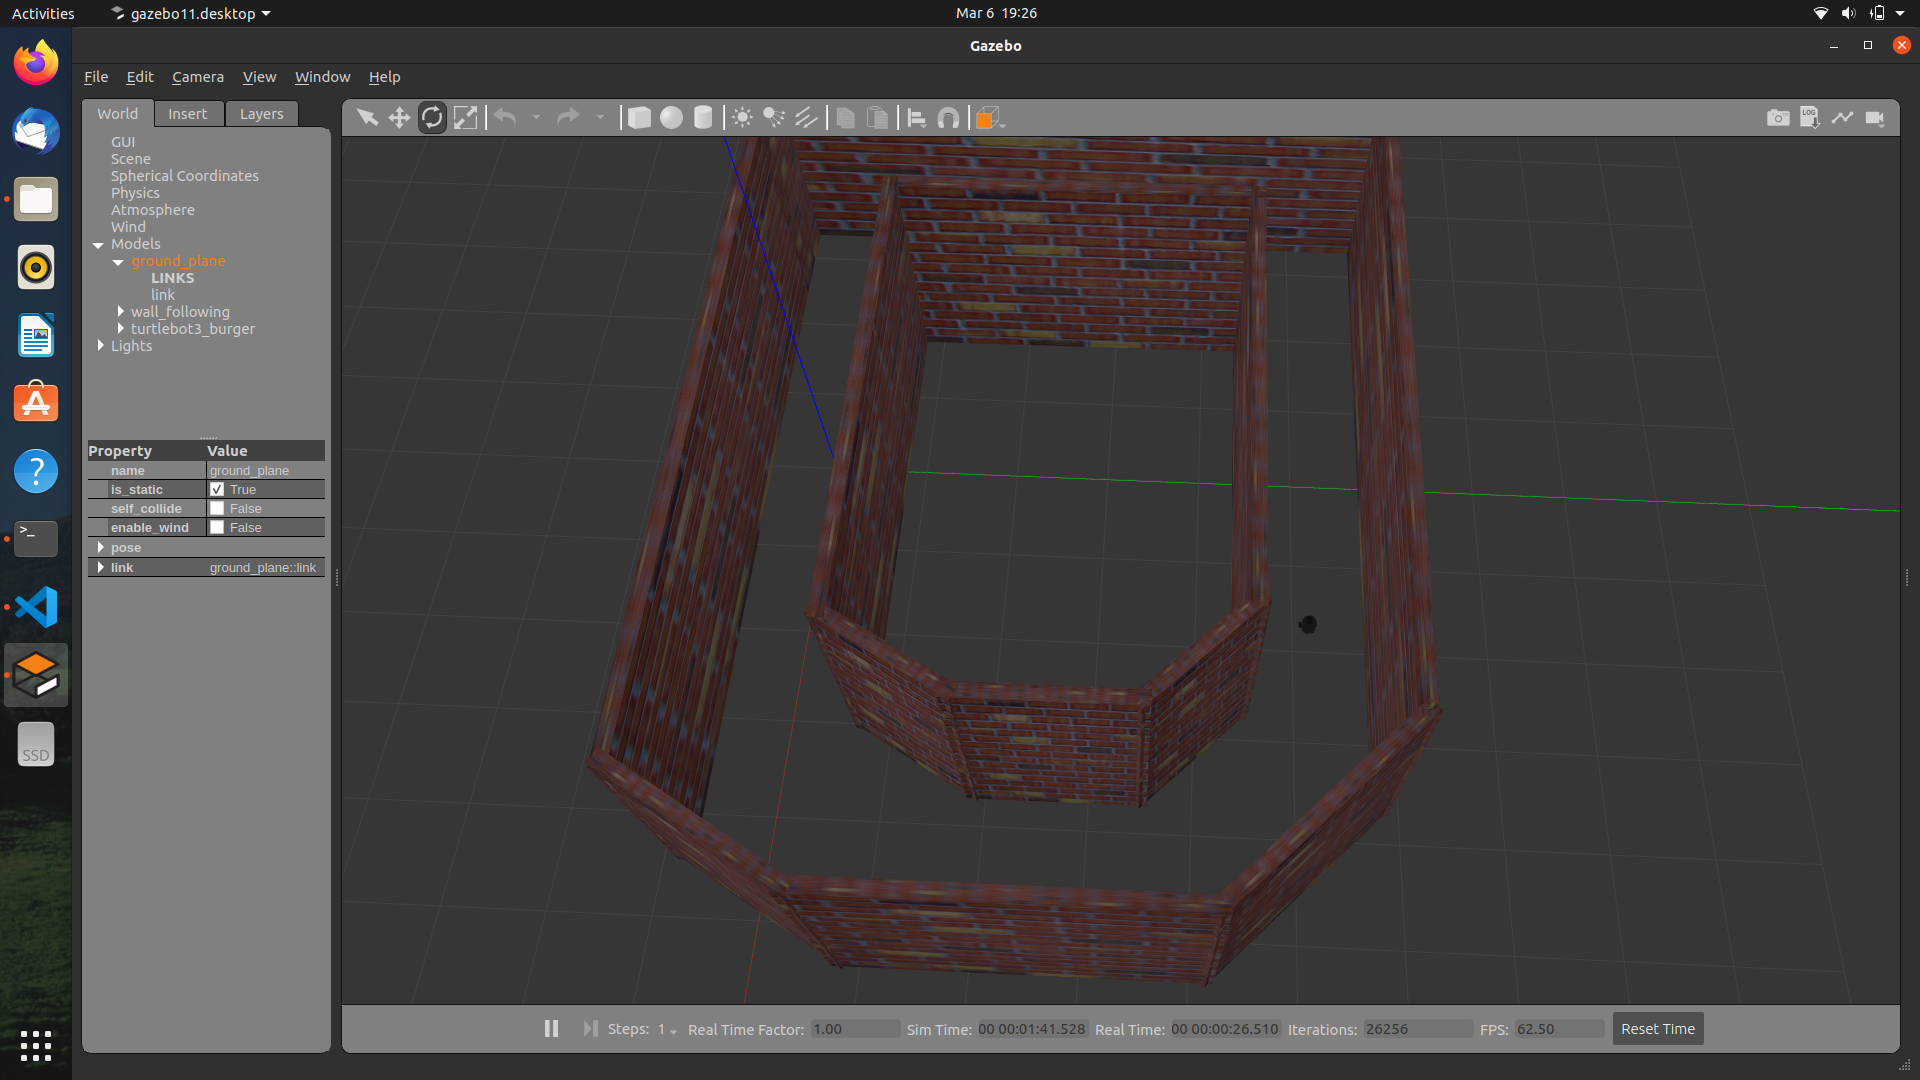 Activities
gazebo11.desktop
Mar 6 19:26
Gazebo
File Edit Camera View Window Help
World Insert Layers
GUI
Scene
Spherical Coordinates
Physics
Atmosphere
Wind
Models
ground_plane
LINKS
link
wall_following
turtlebot3_burger
Lights
Property Value
name ground_plane
is_static True
self_collide False
enable_wind False
pose
link ground_plane::link
LOG
>_
?
SSD
Steps: 1 Real Time Factor: 1.00 Sim Time: 00 00:01:41.528 Real Time: 00 00:00:26.510 Iterations: 26256 FPS: 62.50 Reset Time